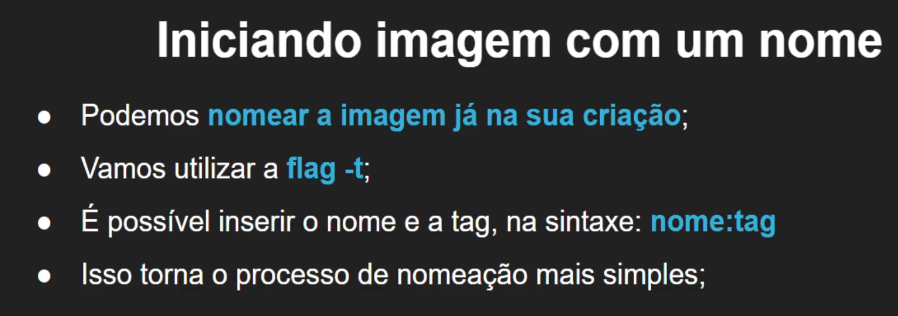 Iniciando imagem com um nome
● Podemos nomear a imagem já na sua criação;
● Vamos utilizar a flag -t;
● É possível inserir o nome e a tag, na sintaxe: nome:tag
● Isso torna o processo de nomeação mais simples;